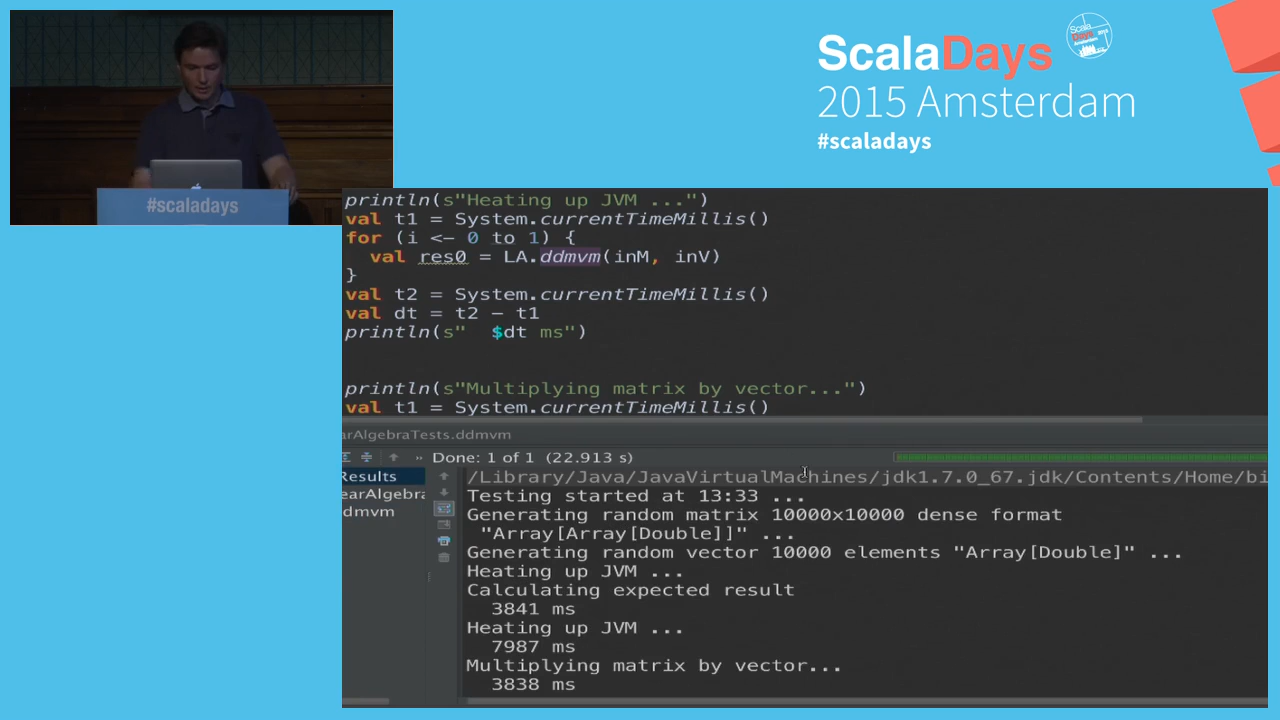 ScalaDays
2015 Amsterdam
#scaladays
#scaladays
println(s"Heating up JVM ...")
val t1 = System.currentTimeMillis()
for (i <- 0 to 1) {
val res0 = LA.ddmvm(inM, inV)
}
val t2 = System.currentTimeMillis()
val dt = t2 - t1
println(s"  $dt ms")
println(s"Multiplying matrix by vector...")
val t1 = System.currentTimeMillis()
arAlgebraTests.ddmvm
» Done: 1 of 1 (22.913 s)
Results
earAlgebra
dmvm
/Library/Java/JavaVirtualMachines/jdk1.7.0_67.jdk/Contents/Home/bi
Testing started at 13:33 ...
Generating random matrix 10000x10000 dense format
"Array[Array[Double]]" ...
Generating random vector 10000 elements "Array[Double]" ...
Heating up JVM ...
Calculating expected result
3841 ms
Heating up JVM ...
7987 ms
Multiplying matrix by vector...
3838 ms